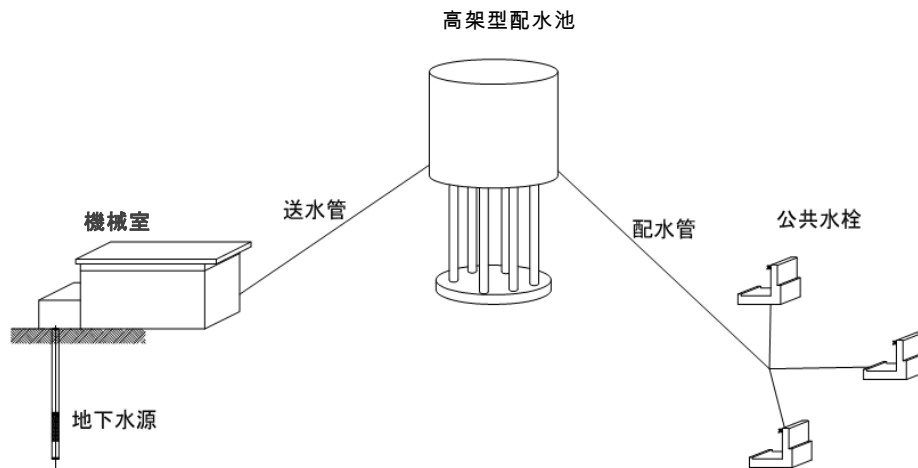 高架型配水池
送水管
機械室
配水管
公共水栓
地下水源